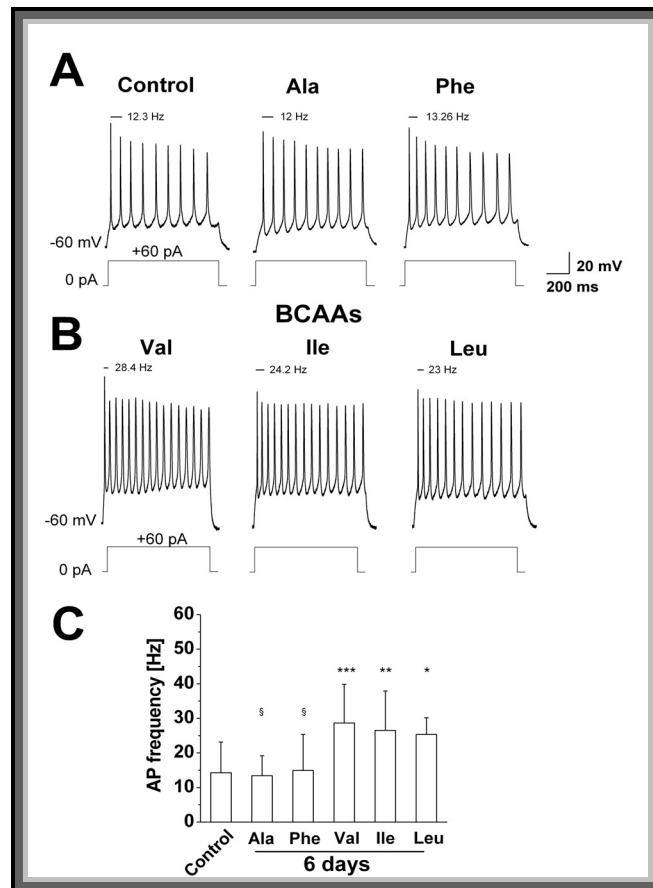 A
Control Ala Phe
12.3 Hz 12 Hz 13.26 Hz
-60 mV
+60 pA
0 pA
20 mV
200 ms
BCAAs
B
Val Ile Leu
28.4 Hz 24.2 Hz 23 Hz
-60 mV
+60 pA
0 pA
C
AP frequency [Hz]
60
50
40
30
20
10
0
§ § *** ** *
Control Ala Phe Val Ile Leu
6 days